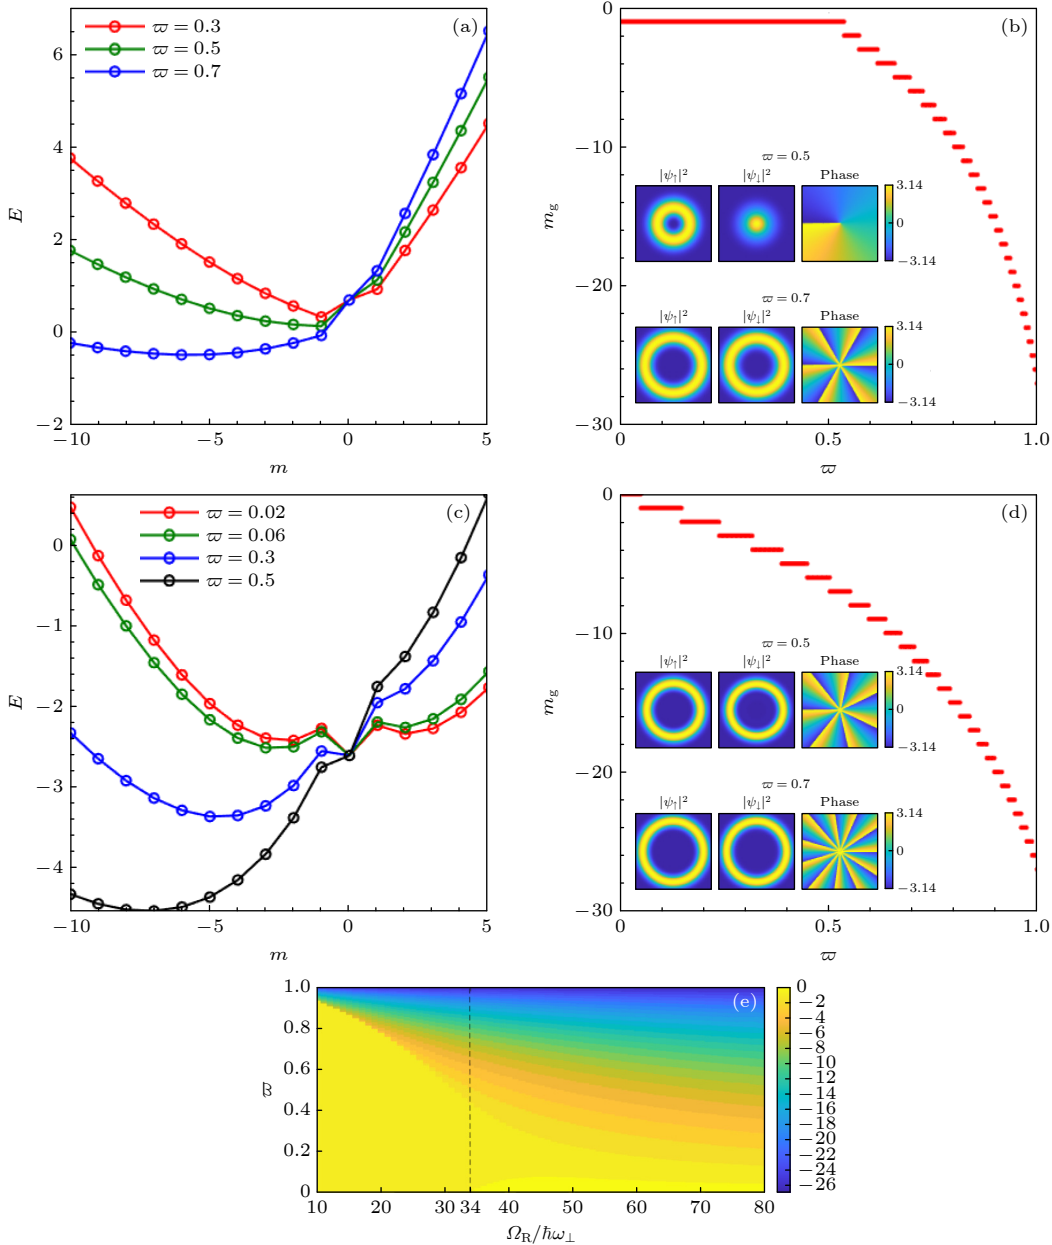 (a)
ϖ = 0.3
ϖ = 0.5
ϖ = 0.7
E
6
4
2
0
−2
−10
−5
0
5
m
(b)
m_g
0
−10
−20
−30
ϖ = 0.5
|ψ↑|²
|ψ↓|²
Phase
3.14
0
−3.14
ϖ = 0.7
|ψ↑|²
|ψ↓|²
Phase
3.14
0
−3.14
0
0.5
1.0
ϖ
(c)
ϖ = 0.02
ϖ = 0.06
ϖ = 0.3
ϖ = 0.5
E
0
−1
−2
−3
−4
−10
−5
0
5
m
(d)
m_g
0
−10
−20
−30
ϖ = 0.5
|ψ↑|²
|ψ↓|²
Phase
3.14
0
−3.14
ϖ = 0.7
|ψ↑|²
|ψ↓|²
Phase
3.14
0
−3.14
0
0.5
1.0
ϖ
(e)
ϖ
1.0
0.8
0.6
0.4
0.2
0
10
20
30
34
40
50
60
70
80
Ω_R/ħω_⊥
0
−2
−4
−6
−8
−10
−12
−14
−16
−18
−20
−22
−24
−26